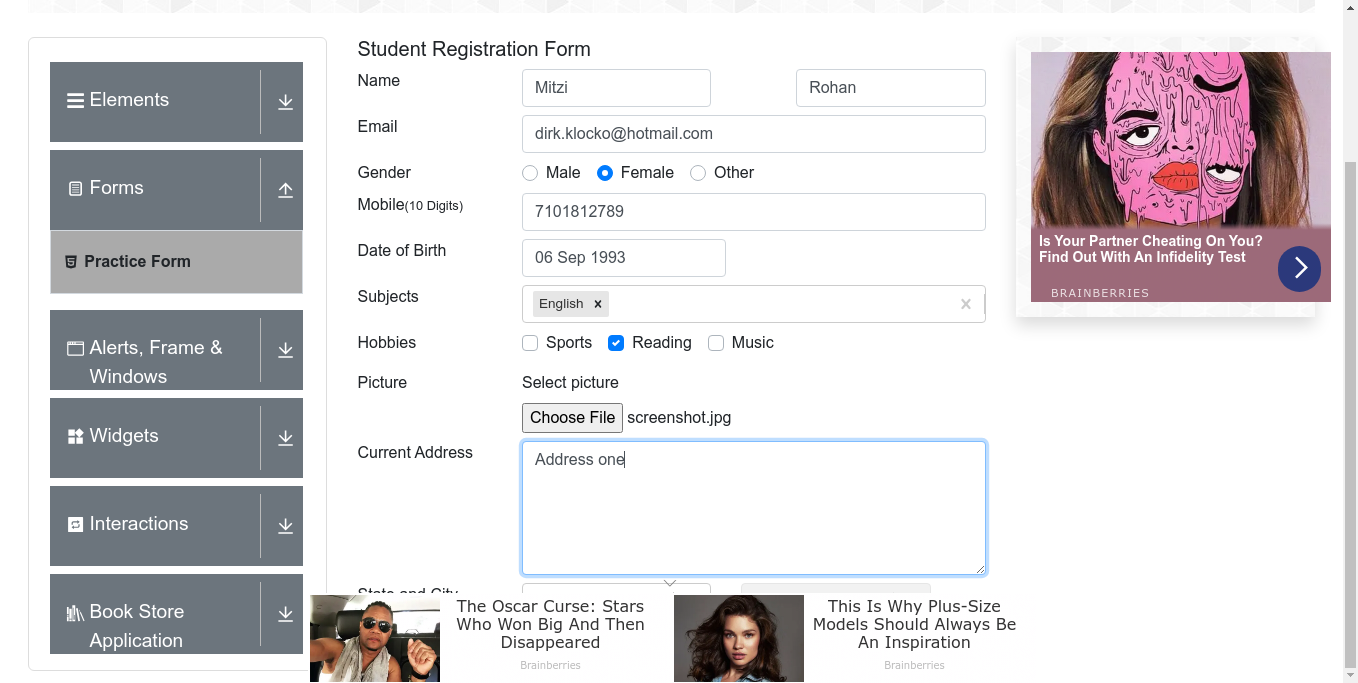 Student Registration Form
Elements
Forms
Practice Form
Alerts, Frame &
Windows
Widgets
Interactions
Book Store
Application
Name
Mitzi
Rohan
Email
dirk.klocko@hotmail.com
Gender
Male
Female
Other
Mobile(10 Digits)
7101812789
Date of Birth
06 Sep 1993
Subjects
English
Hobbies
Sports
Reading
Music
Picture
Select picture
Choose File screenshot.jpg
Current Address
Address one
State and City
Is Your Partner Cheating On You?
Find Out With An Infidelity Test
BRAINBERRIES
The Oscar Curse: Stars
Who Won Big And Then
Disappeared
Brainberries
This Is Why Plus-Size
Models Should Always Be
An Inspiration
Brainberries